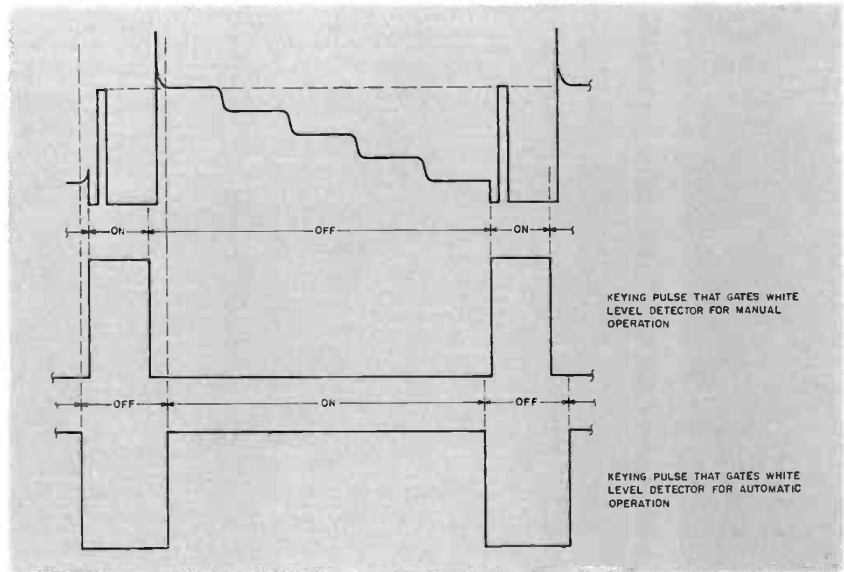 ON
OFF
ON
KEYING PULSE THAT GATES WHITE
LEVEL DETECTOR FOR MANUAL
OPERATION
OFF
ON
OFF
KEYING PULSE THAT GATES WHITE
LEVEL DETECTOR FOR AUTOMATIC
OPERATION